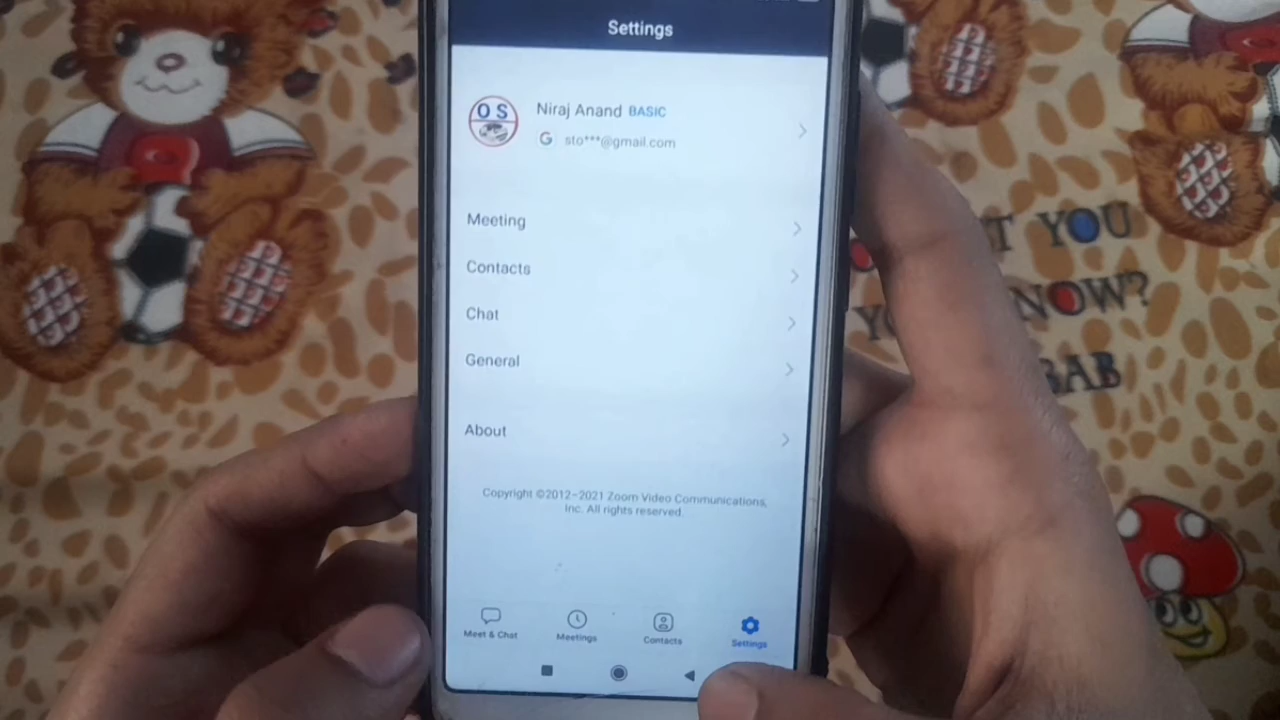 Settings
O S
Niraj Anand BASIC
G sto***@gmail.com
Meeting
Contacts
Chat
General
About
Copyright ©2012-2021 Zoom Video Communications,
Inc. All rights reserved.
Meet & Chat
Meetings
Contacts
Settings
T YOU
NOW?
BAB